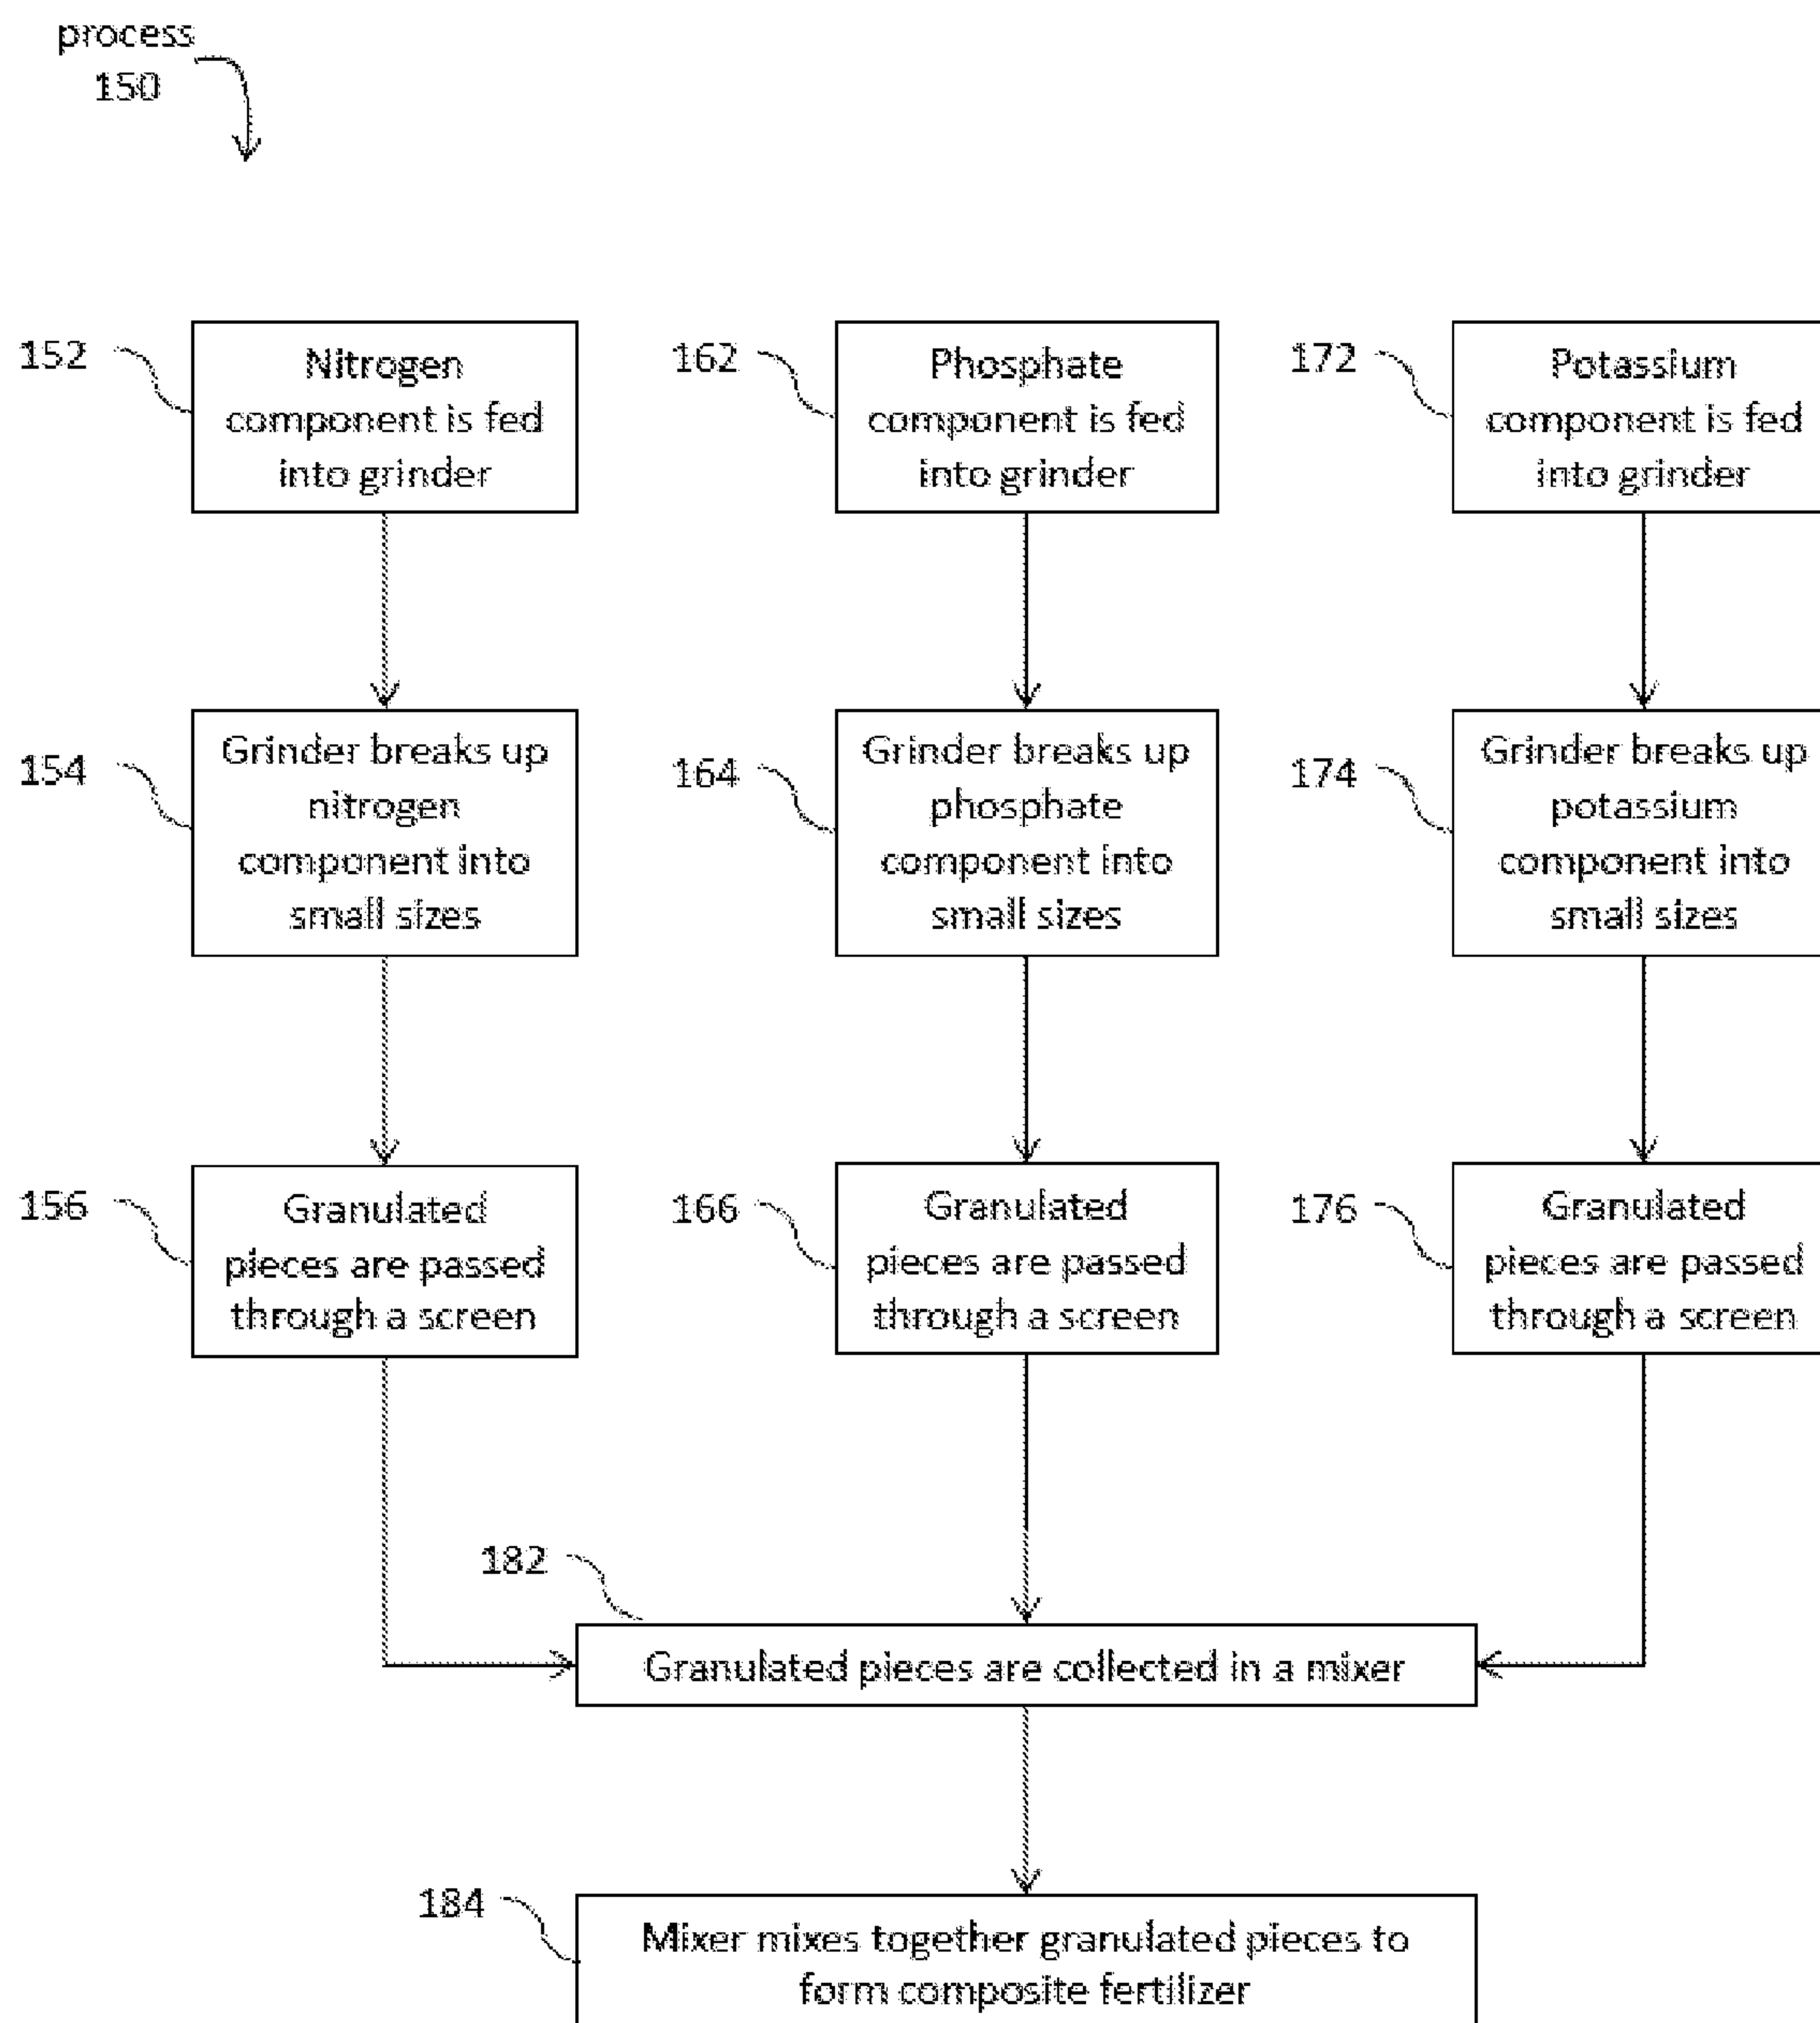 process
150
152
Nitrogen
component is fed
into grinder
162
Phosphate
component is fed
into grinder
172
Potassium
component is fed
into grinder
154
Grinder breaks up
nitrogen
component into
small sizes
164
Grinder breaks up
phosphate
component into
small sizes
174
Grinder breaks up
potassium
component into
small sizes
156
Granulated
pieces are passed
through a screen
166
Granulated
pieces are passed
through a screen
176
Granulated
pieces are passed
through a screen
182
Granulated pieces are collected in a mixer
184
Mixer mixes together granulated pieces to
form composite fertilizer